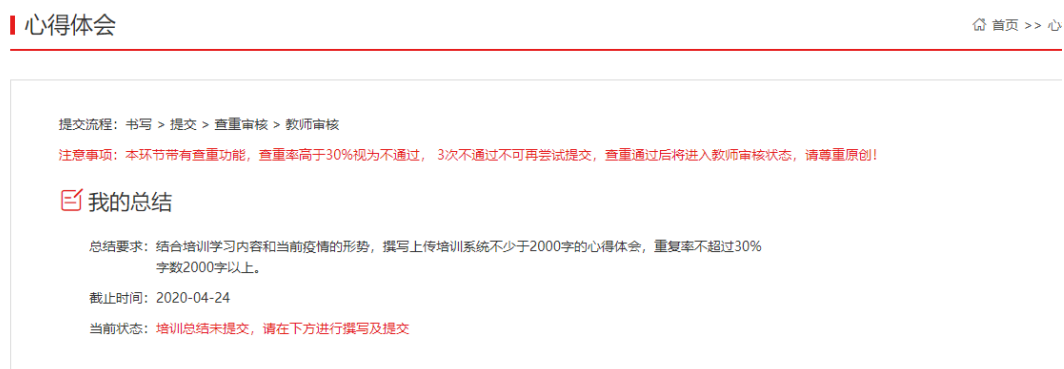 心得体会
首页 >> 心
提交流程：书写 > 提交 > 查重审核 > 教师审核
注意事项：本环节带有查重功能，查重率高于30%视为不通过， 3次不通过不可再尝试提交，查重通过后将进入教师审核状态，请尊重原创！
我的总结
总结要求：结合培训学习内容和当前疫情的形势，撰写上传培训系统不少于2000字的心得体会，重复率不超过30%
字数2000字以上。
截止时间：2020-04-24
当前状态：培训总结未提交，请在下方进行撰写及提交